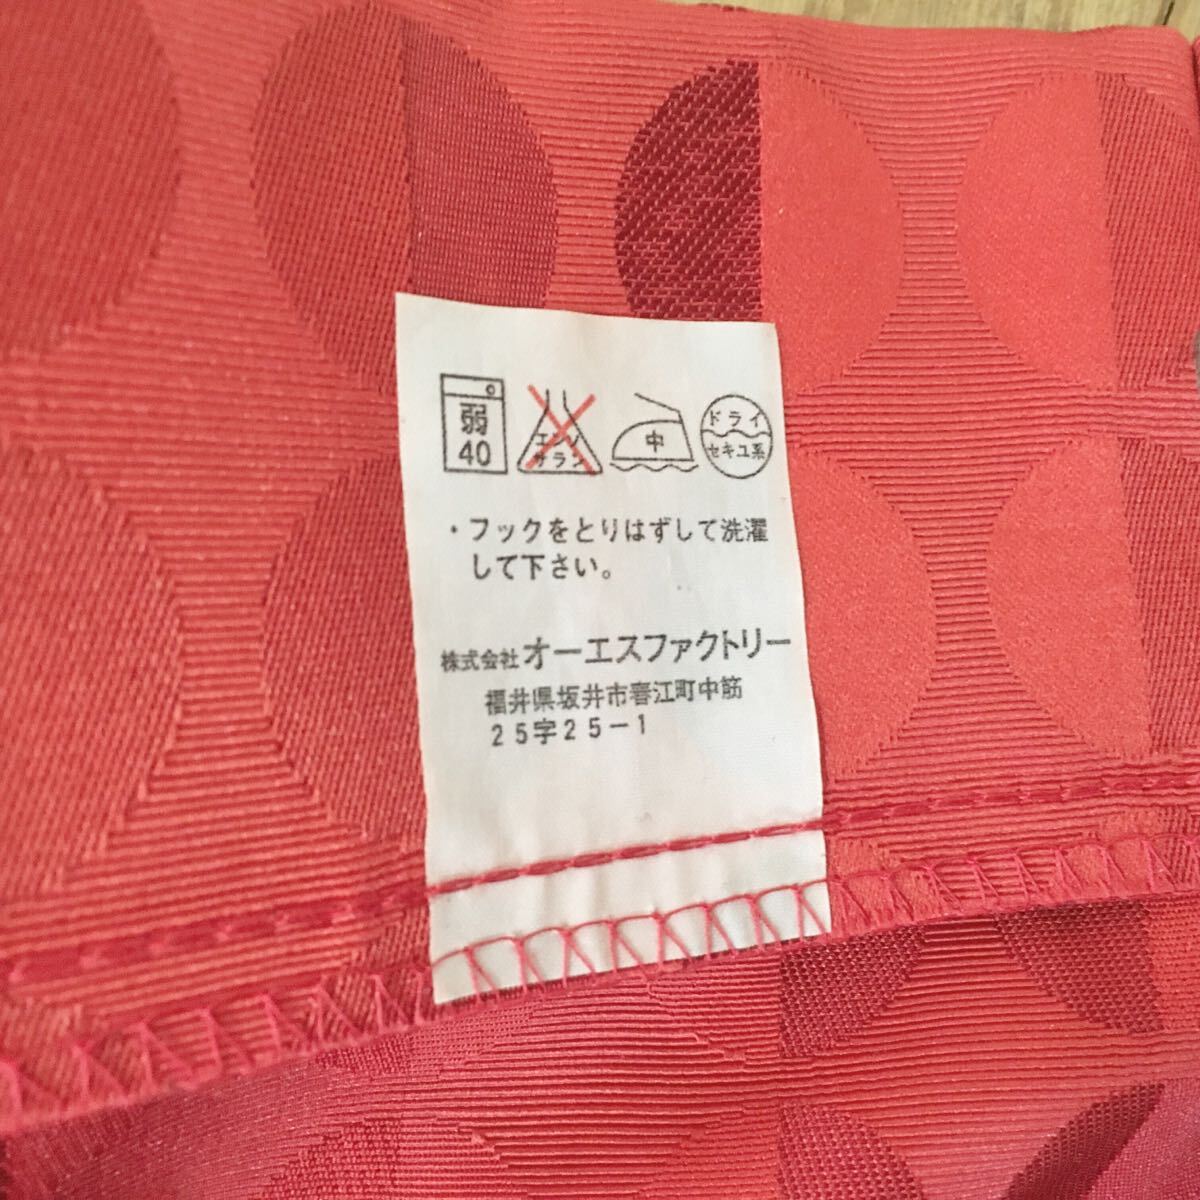 弱
40
エンソ
サラシ
中
ドライ
セキユ系
・フックをとりはずして洗濯
して下さい。
株式会社オーエスファクトリー
福井県坂井市春江町中筋
25字25-1